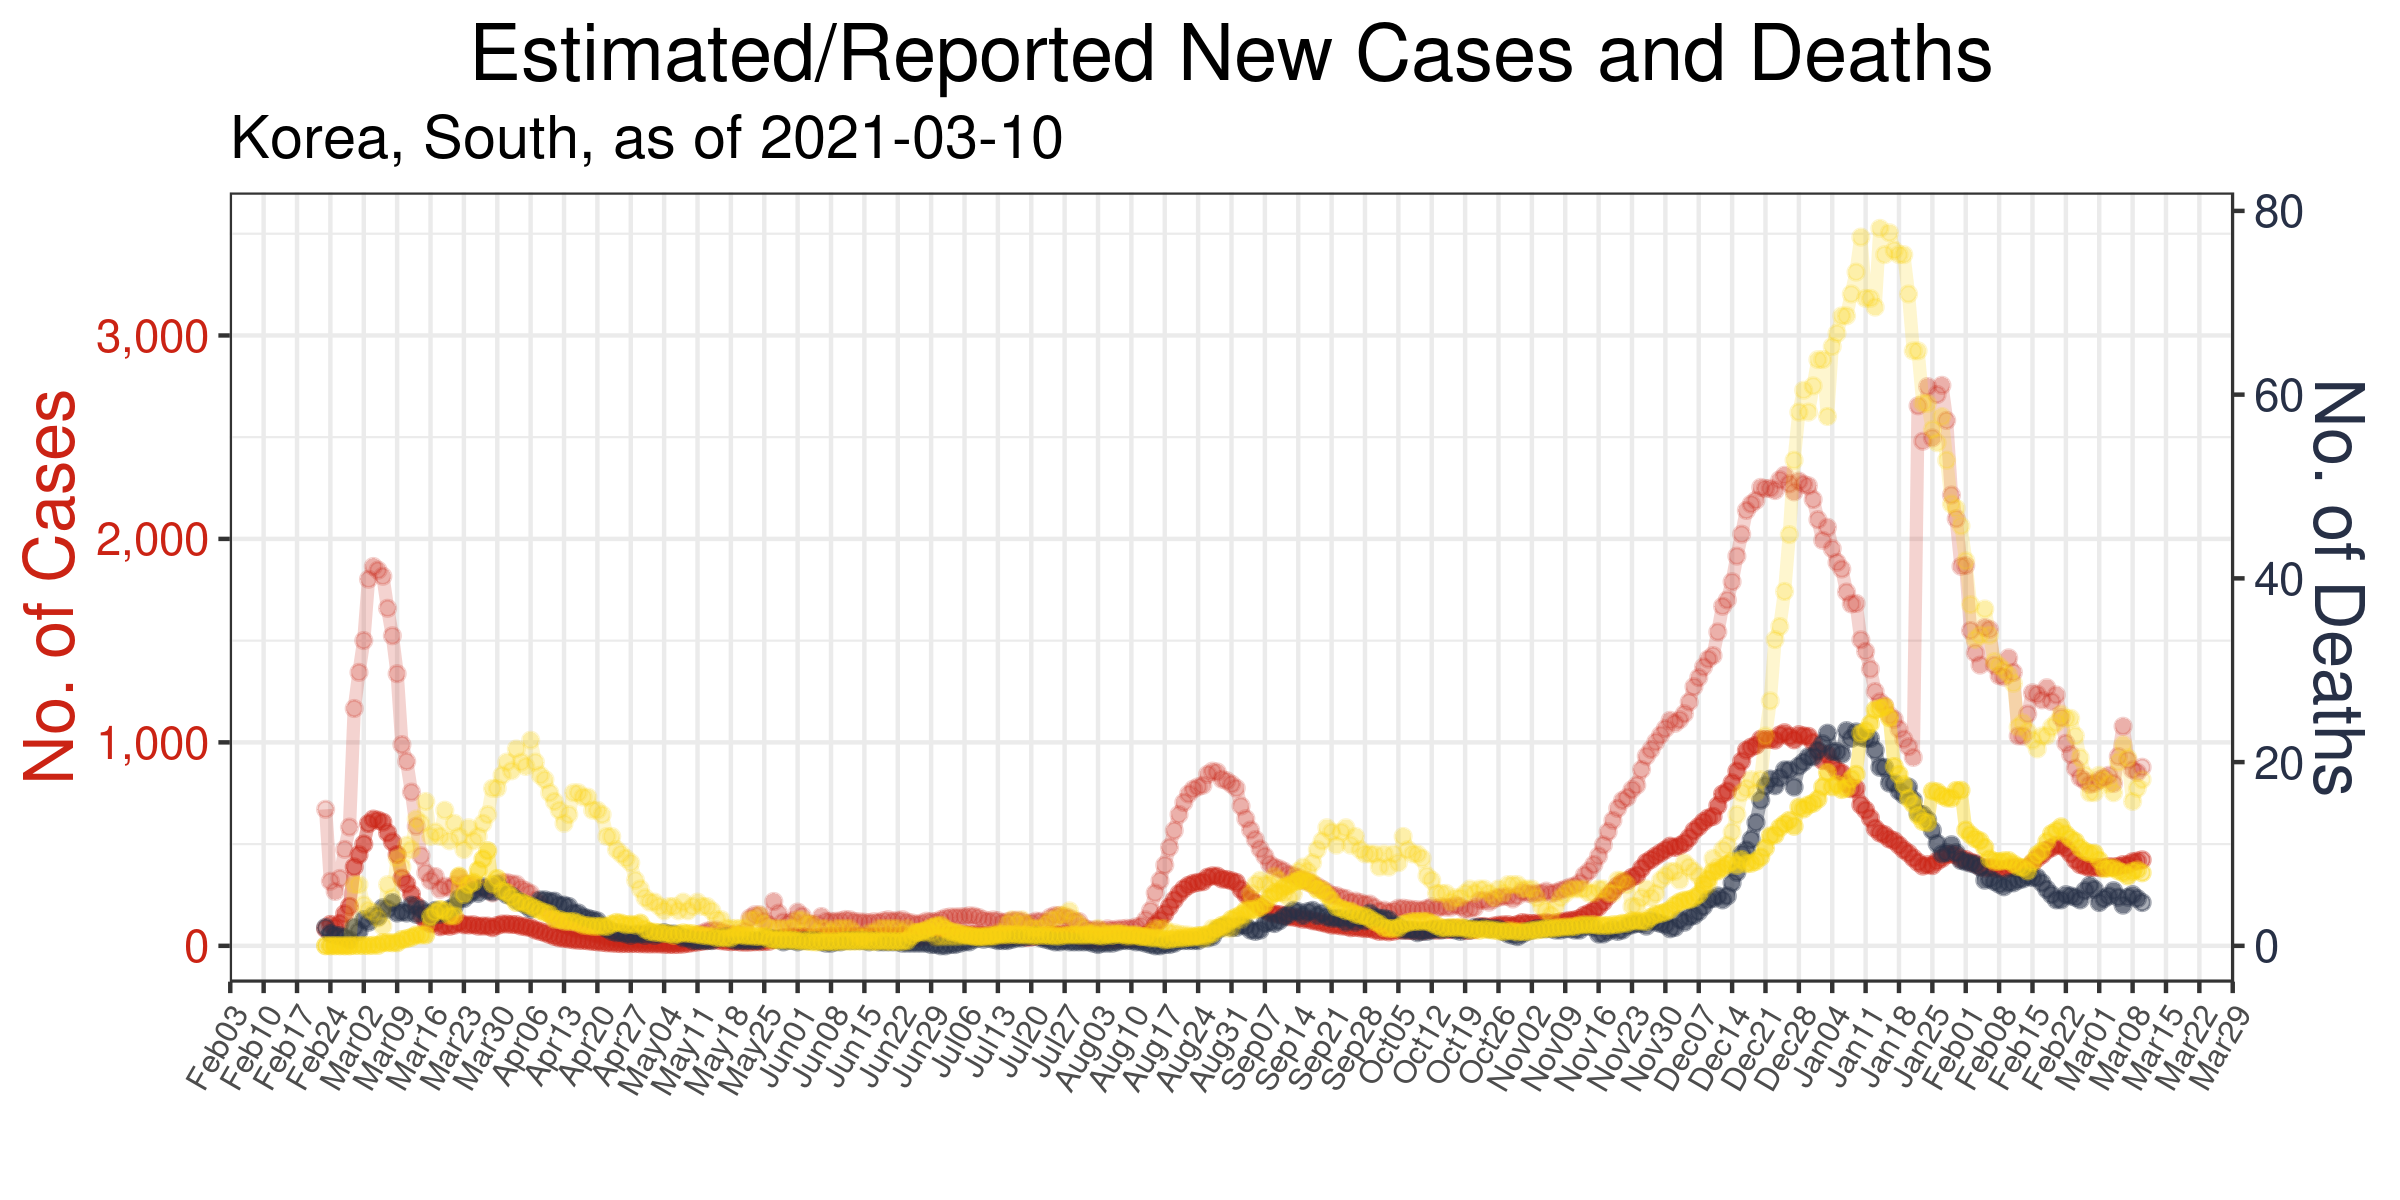 Estimated/Reported New Cases and Deaths
Korea, South, as of 2021-03-10
No. of Cases
3,000
2,000
1,000
0
80
60
40
20
0
No. of Deaths
Feb03
Feb10
Feb17
Feb24
Mar02
Mar09
Mar16
Mar23
Mar30
Apr06
Apr13
Apr20
Apr27
May04
May11
May18
May25
Jun01
Jun08
Jun15
Jun22
Jun29
Jul06
Jul13
Jul20
Jul27
Aug03
Aug10
Aug17
Aug24
Aug31
Sep07
Sep14
Sep21
Sep28
Oct05
Oct12
Oct19
Oct26
Nov02
Nov09
Nov16
Nov23
Nov30
Dec07
Dec14
Dec21
Dec28
Dec04
Jan11
Jan18
Jan25
Feb01
Feb08
Feb15
Feb22
Mar01
Mar08
Mar15
Mar22
Mar29